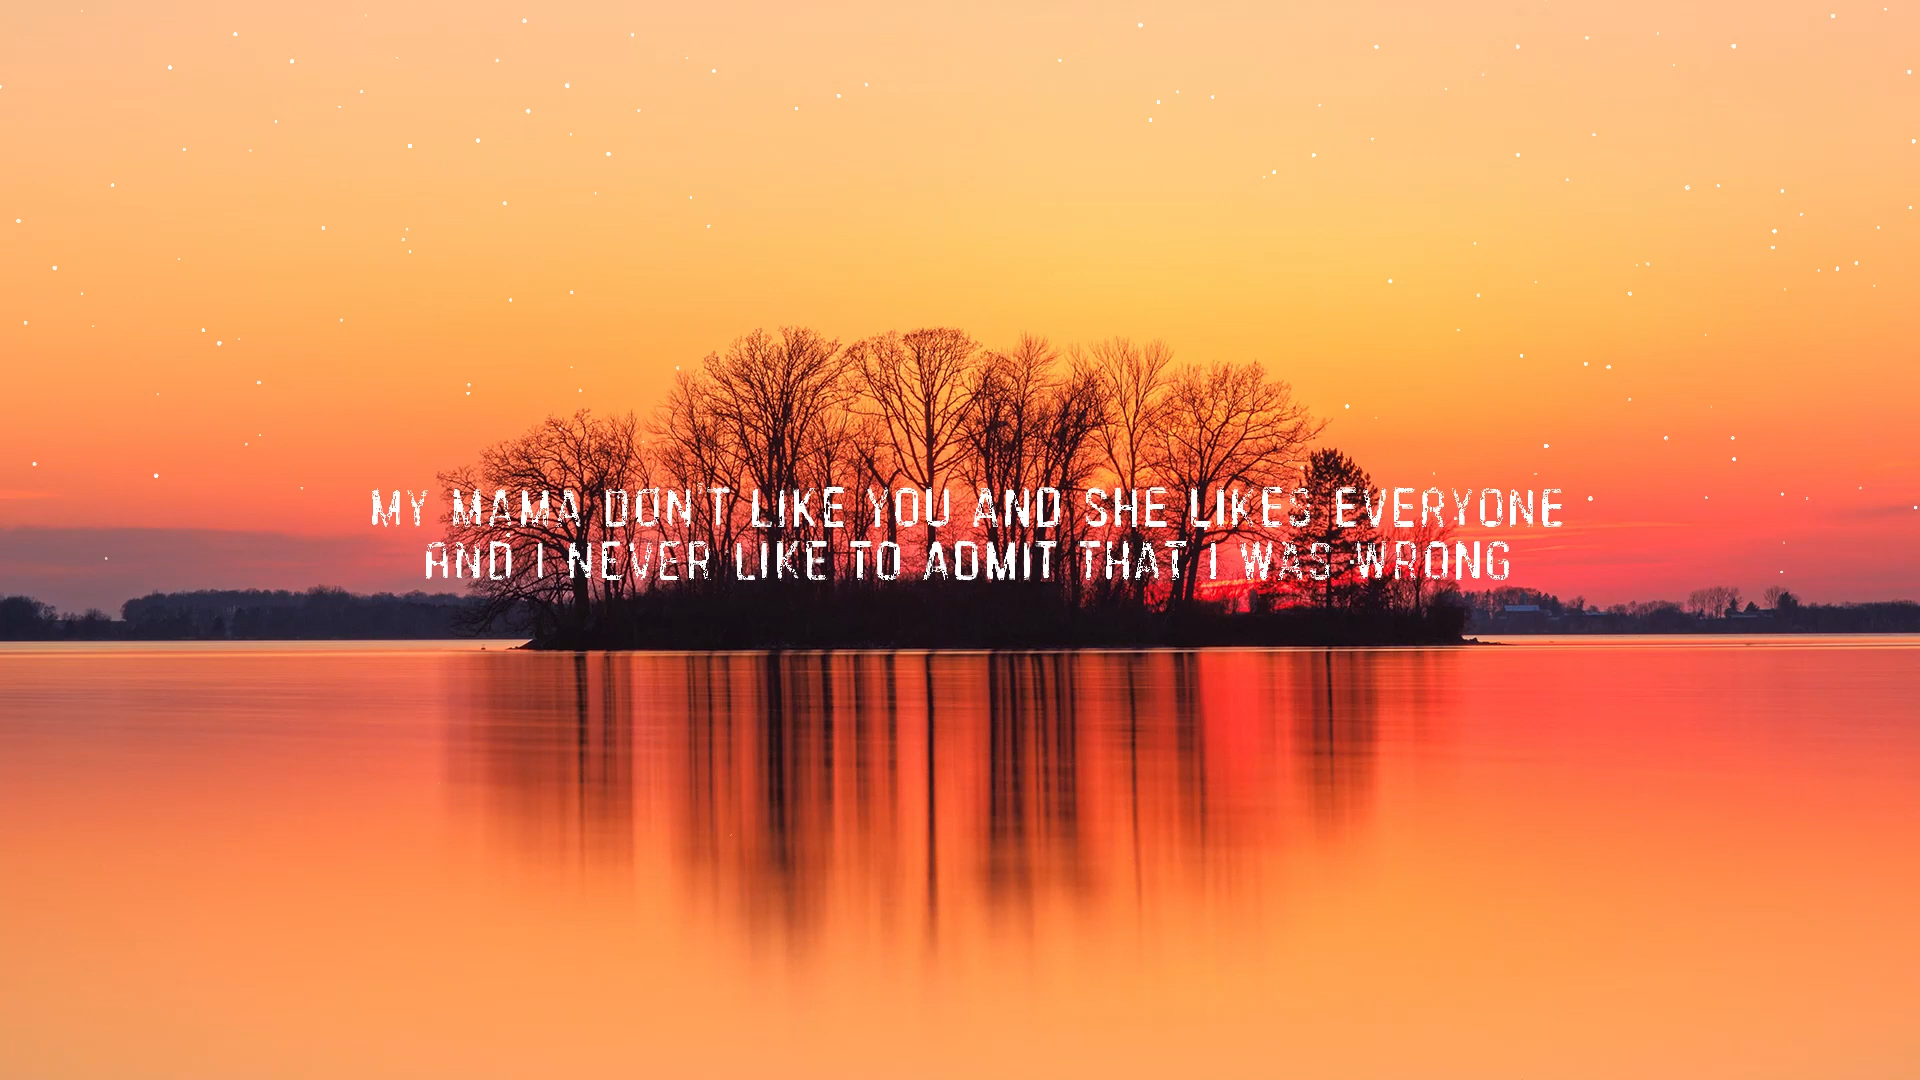 MY MAMA DON'T LIKE YOU AND SHE LIKES EVERYONE
AND I NEVER LIKE TO ADMIT THAT I WAS WRONG